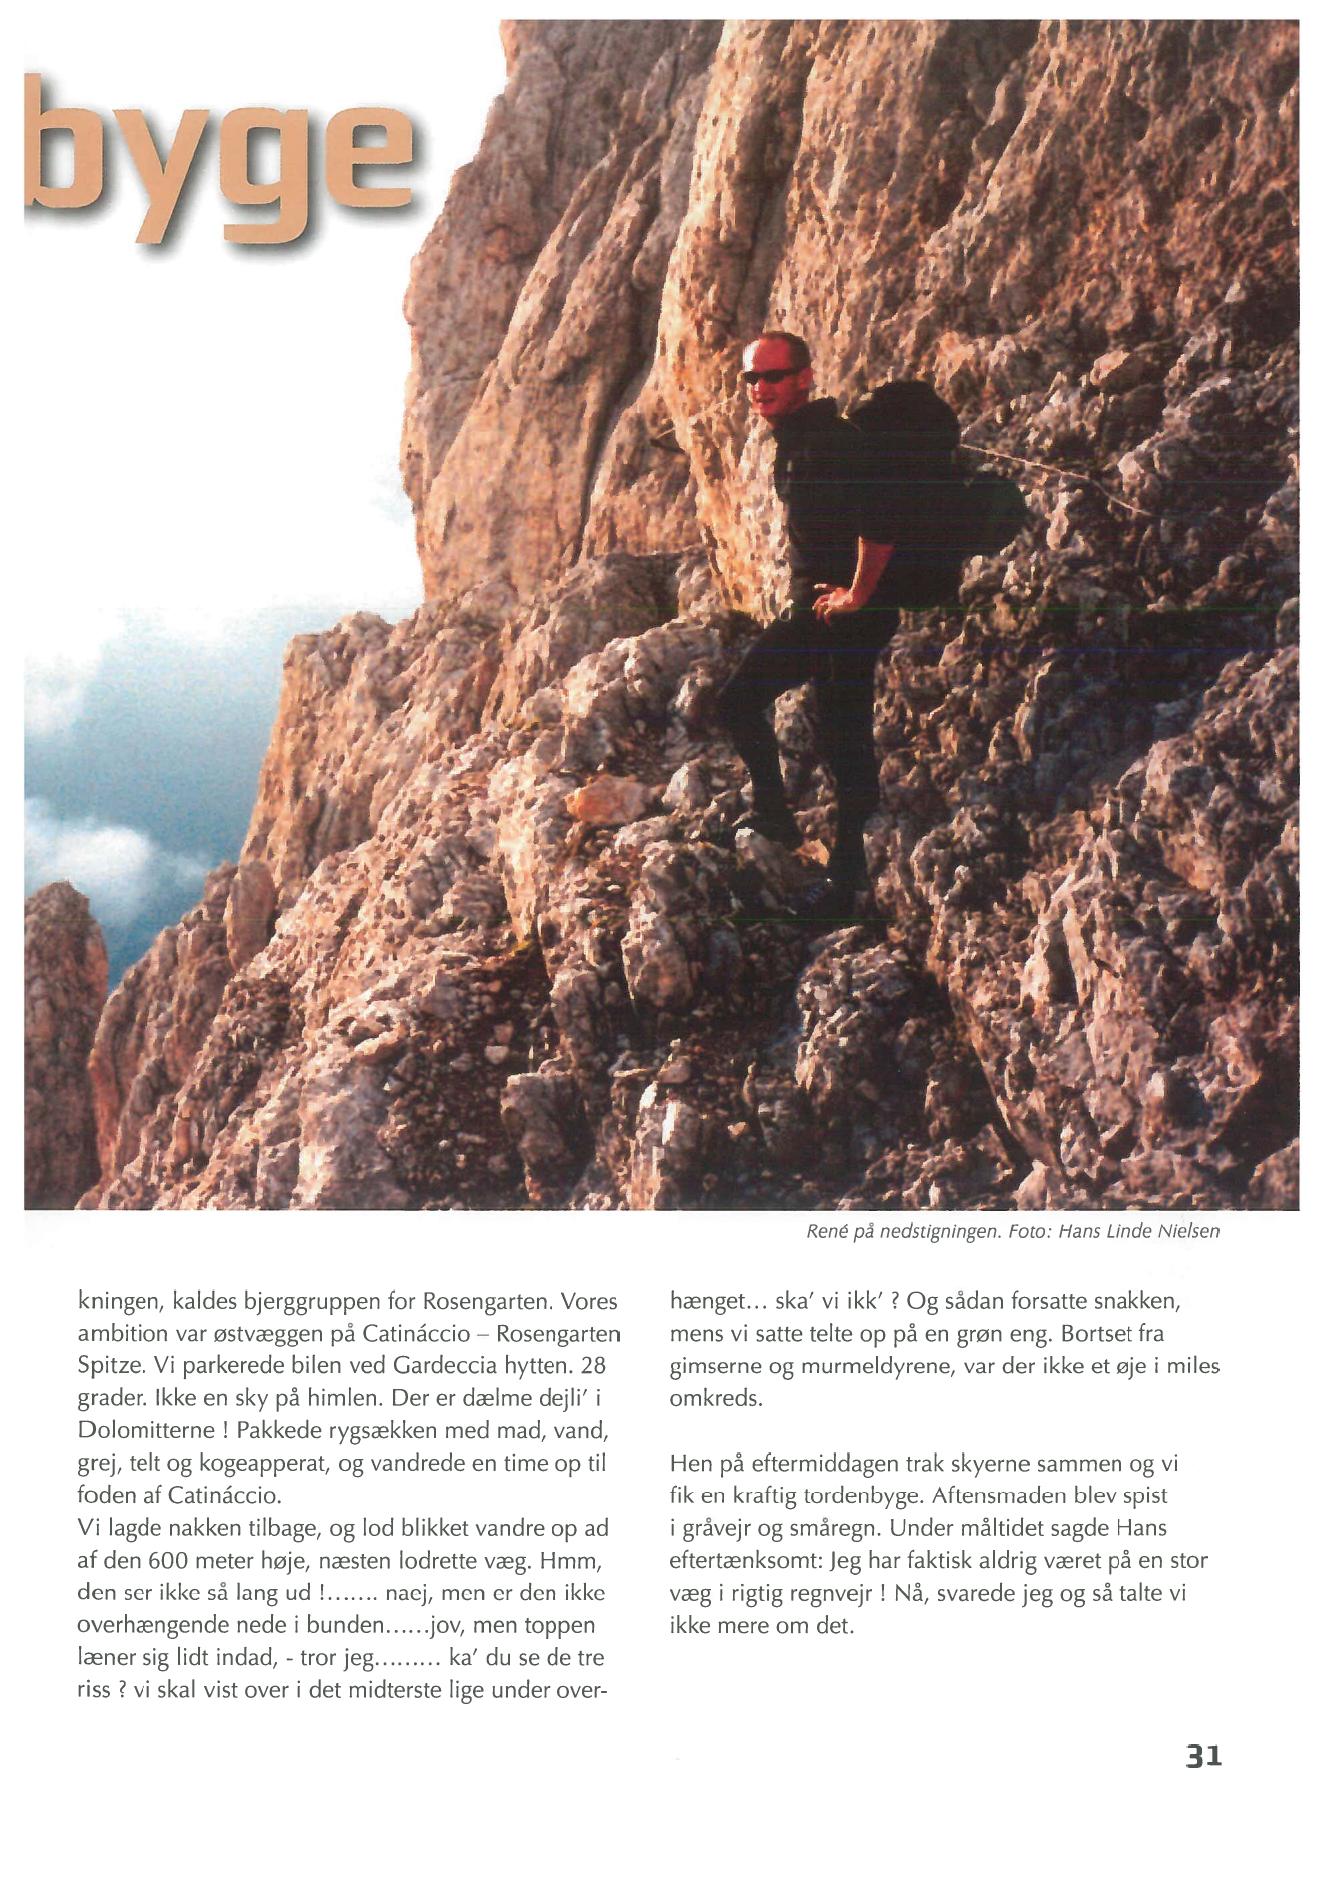 byge
René på nedstigningen. Foto: Hans Linde Nielsen
kningen, kaldes bjerggruppen for Rosengarten. Vores
ambition var østvæggen på Catináccio – Rosengarten
Spitze. Vi parkerede bilen ved Gardeccia hytten. 28
grader. Ikke en sky på himlen. Der er dælme dejli’ i
Dolomitterne ! Pakkede rygsækken med mad, vand,
grej, telt og kogeapperat, og vandrede en time op til
foden af Catináccio.
Vi lagde nakken tilbage, og lod blikket vandre op ad
af den 600 meter høje, næsten lodrette væg. Hmm,
den ser ikke så lang ud !....... naej, men er den ikke
overhængende nede i bunden......jov, men toppen
læner sig lidt indad, - tror jeg......... ka’ du se de tre
riss ? vi skal vist over i det midterste lige under over-
hænget... ska’ vi ikk’ ? Og sådan forsatte snakken,
mens vi satte telte op på en grøn eng. Bortset fra
gimserne og murmeldyrene, var der ikke et øje i miles
omkreds.
Hen på eftermiddagen trak skyerne sammen og vi
fik en kraftig tordenbyge. Aftensmaden blev spist
i gråvejr og småregn. Under måltidet sagde Hans
eftertænksomt: Jeg har faktisk aldrig været på en stor
væg i rigtig regnvejr ! Nå, svarede jeg og så talte vi
ikke mere om det.
31